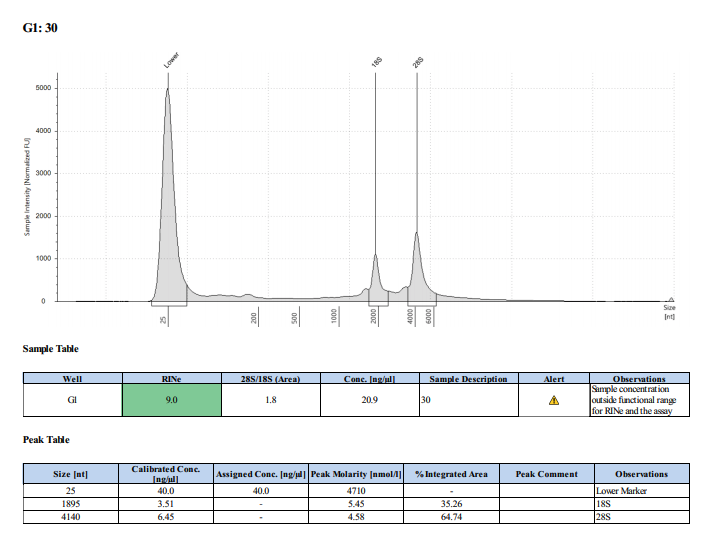 G1: 30
Lower
18S
28S
Sample Intensity [Normalized FU]
5000
4000
3000
2000
1000
0
25
200
500
1000
2000
4000
6000
Size
[nt]
Sample Table
Well RINe 28S/18S (Area) Conc. [ng/µl] Sample Description Alert Observations
G1 9.0 1.8 20.9 30 Sample concentration
outside functional range
for RINe and the assay
Peak Table
Size [nt] Calibrated Conc. [ng/µl] Assigned Conc. [ng/µl] Peak Molarity [nmol/l] % Integrated Area Peak Comment Observations
25 40.0 40.0 4710 - Lower Marker
1895 3.51 - 5.45 35.26 18S
4140 6.45 - 4.58 64.74 28S